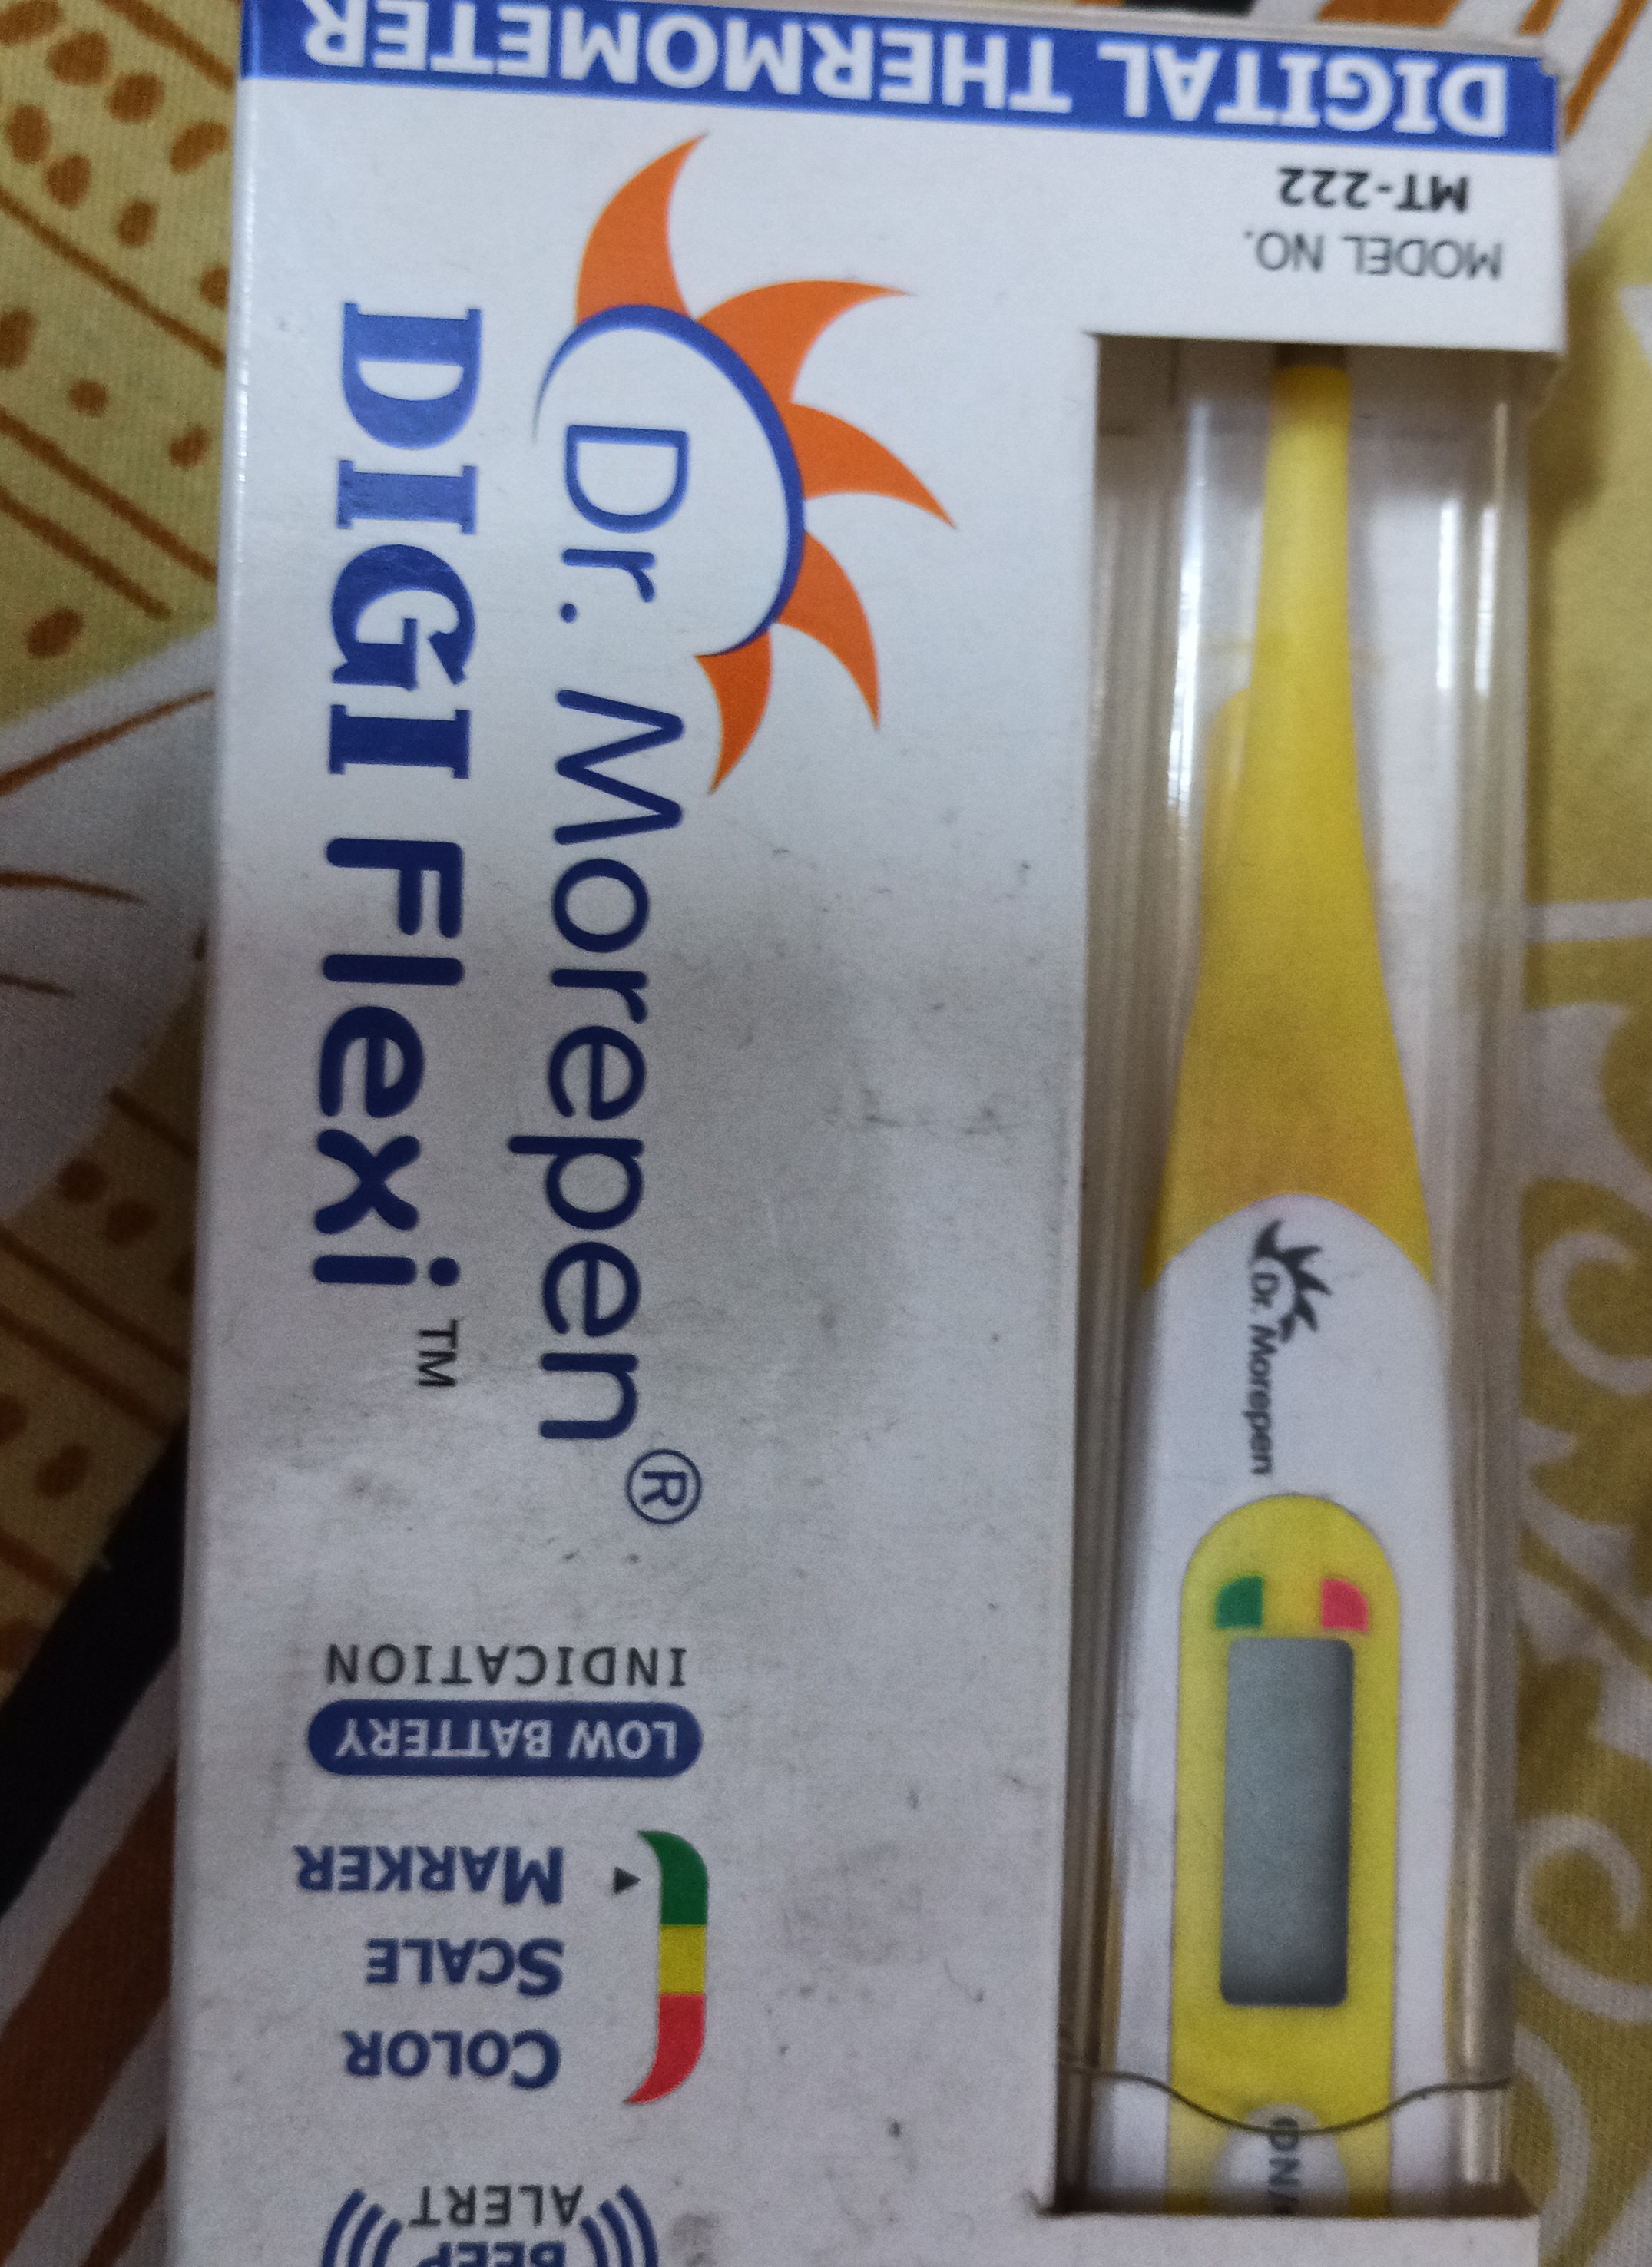 BEEP
ALERT
COLOR
SCALE
MARKER
LOW BATTERY
INDICATION
Dr. Morepen®
DIGI Flexi™
ON/
Dr. Morepen
MODEL NO.
MT-222
DIGITAL THERMOMETER